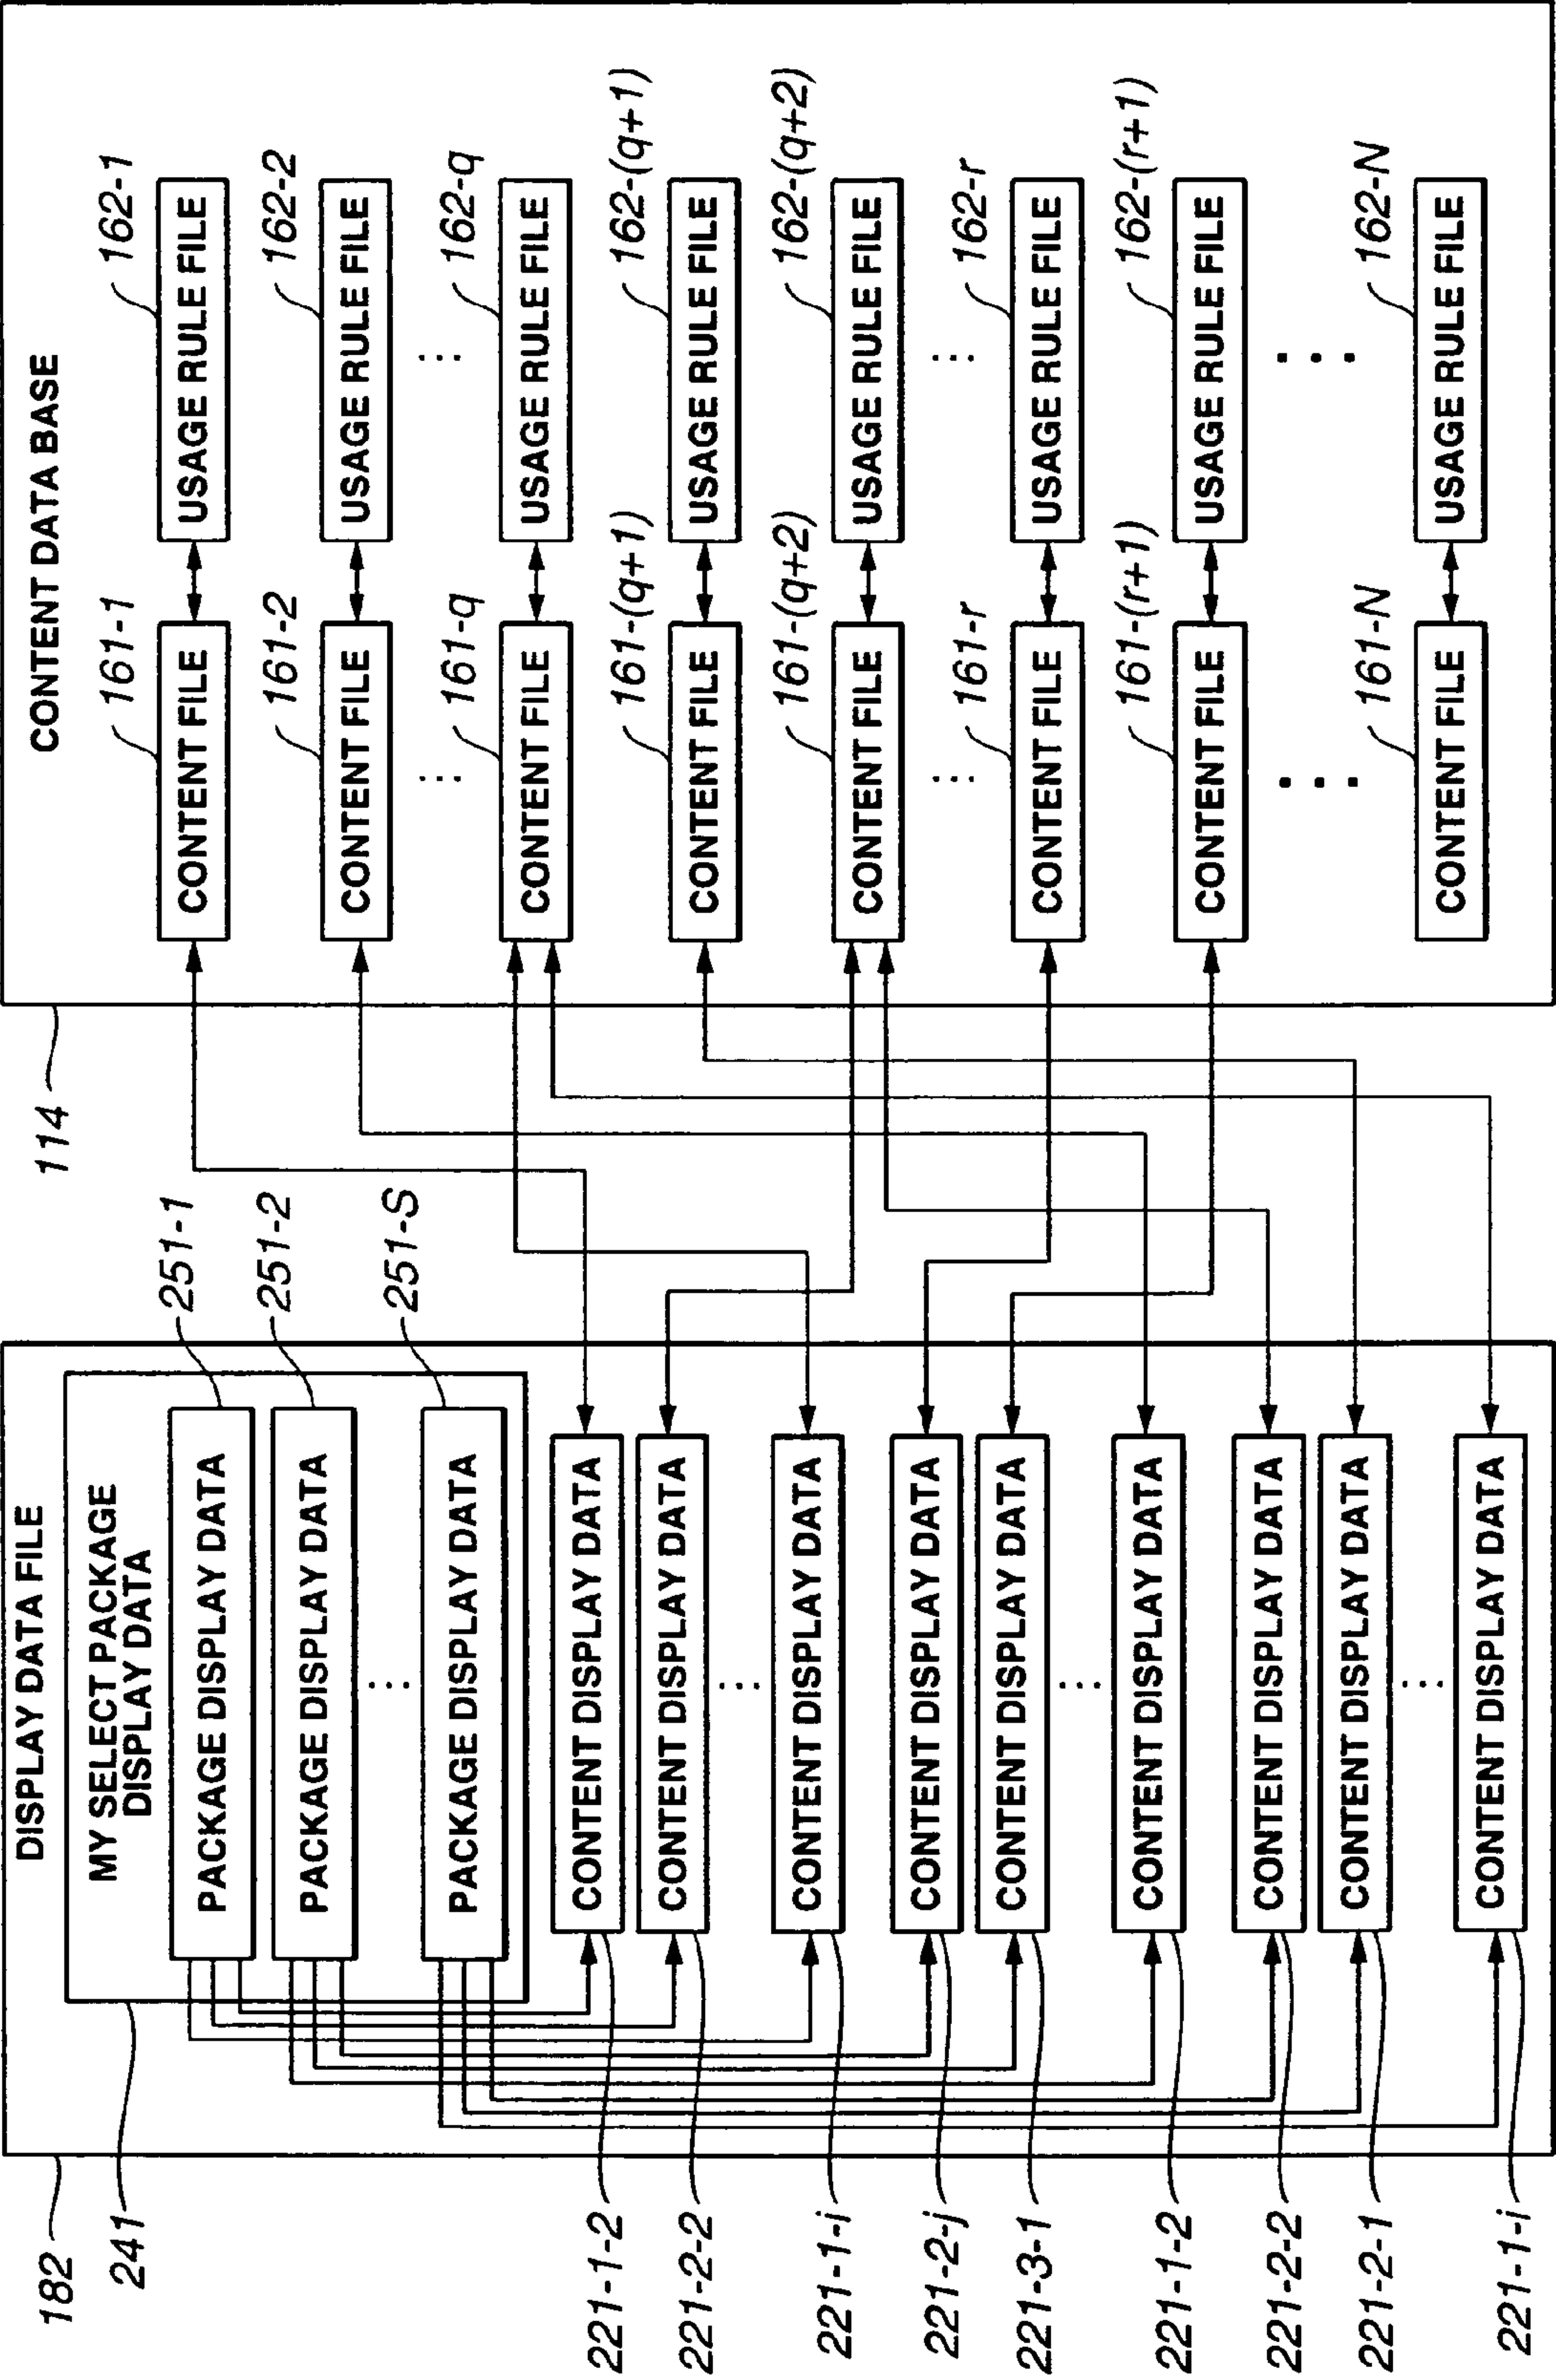 DISPLAY DATA FILE
182
MY SELECT PACKAGE
DISPLAY DATA
241
PACKAGE DISPLAY DATA
251-1
PACKAGE DISPLAY DATA
251-2
...
PACKAGE DISPLAY DATA
251-S
CONTENT DISPLAY DATA
221-1-2
CONTENT DISPLAY DATA
221-2-2
...
CONTENT DISPLAY DATA
221-1-i
CONTENT DISPLAY DATA
221-2-j
CONTENT DISPLAY DATA
221-3-1
...
CONTENT DISPLAY DATA
221-1-2
CONTENT DISPLAY DATA
221-2-2
CONTENT DISPLAY DATA
221-2-1
...
CONTENT DISPLAY DATA
221-1-i
114
CONTENT DATA BASE
161-1
162-1
CONTENT FILE
USAGE RULE FILE
161-2
162-2
CONTENT FILE
USAGE RULE FILE
...
...
161-q
162-q
CONTENT FILE
USAGE RULE FILE
161-(q+1)
162-(q+1)
CONTENT FILE
USAGE RULE FILE
161-(q+2)
162-(q+2)
CONTENT FILE
USAGE RULE FILE
...
...
161-r
162-r
CONTENT FILE
USAGE RULE FILE
161-(r+1)
162-(r+1)
CONTENT FILE
USAGE RULE FILE
...
...
161-N
162-N
CONTENT FILE
USAGE RULE FILE